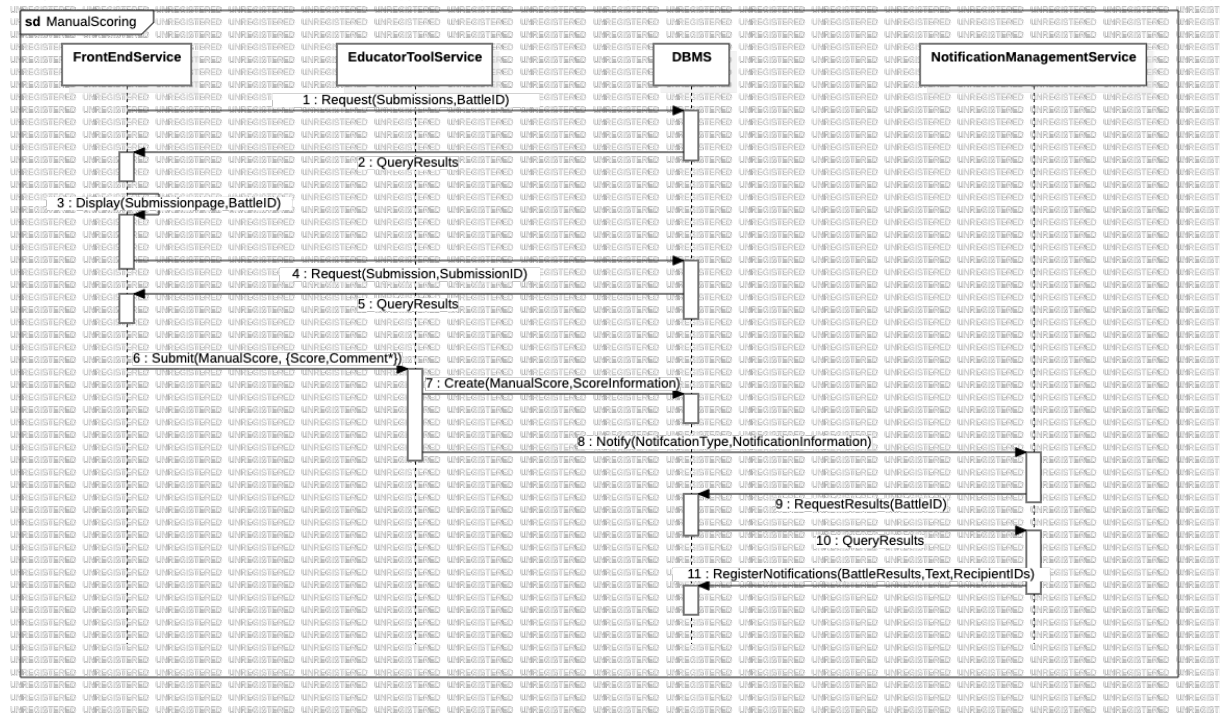 sd ManualScoring
FrontEndService
EducatorToolService
DBMS
NotificationManagementService
1 : Request(Submissions,BattleID)
2 : QueryResults
3 : Display(Submissionpage,BattleID)
4 : Request(Submission,SubmissionID)
5 : QueryResults
6 : Submit(ManualScore, {Score,Comment*})
7 : Create(ManualScore,ScoreInformation)
8 : Notify(NotifcationType,NotificationInformation)
9 : RequestResults(BattleID)
10 : QueryResults
11 : RegisterNotifications(BattleResults,Text,RecipientIDs)
UNREGISTERED